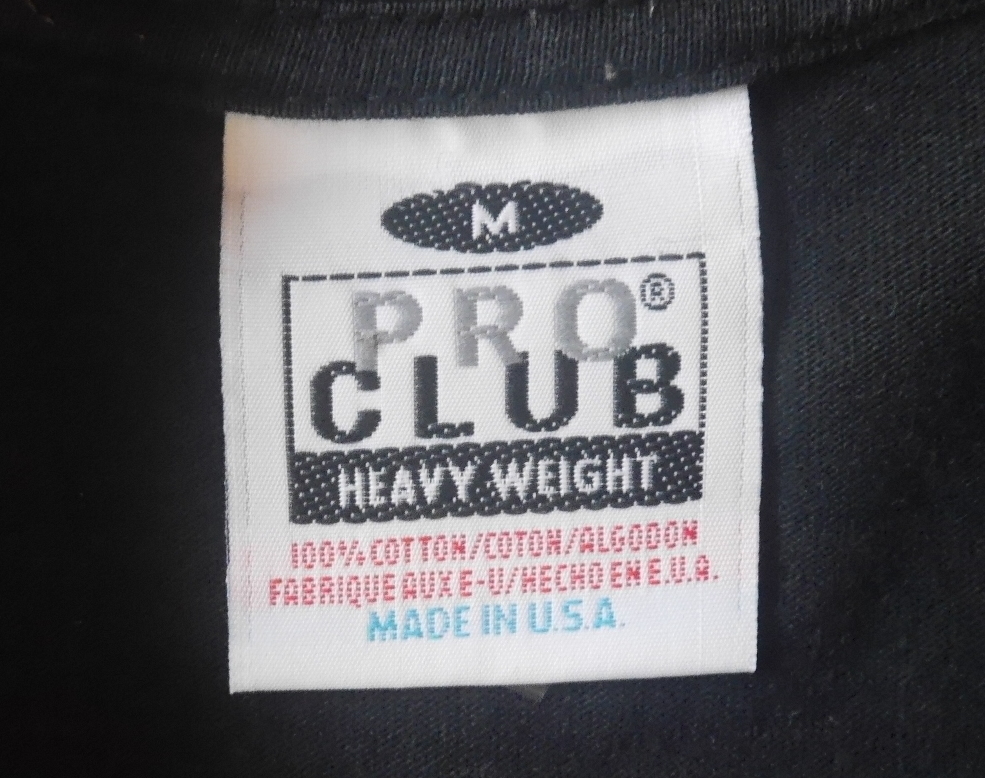 M
PRO®
CLUB
HEAVY WEIGHT
100% COTTON/COTON/ALGODON
FABRIQUE AUX E-U/HECHO EN E.U.A.
MADE IN U.S.A.